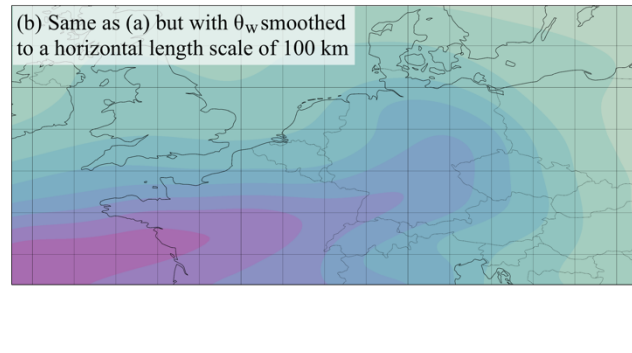 (b) Same as (a) but with θw smoothed
to a horizontal length scale of 100 km